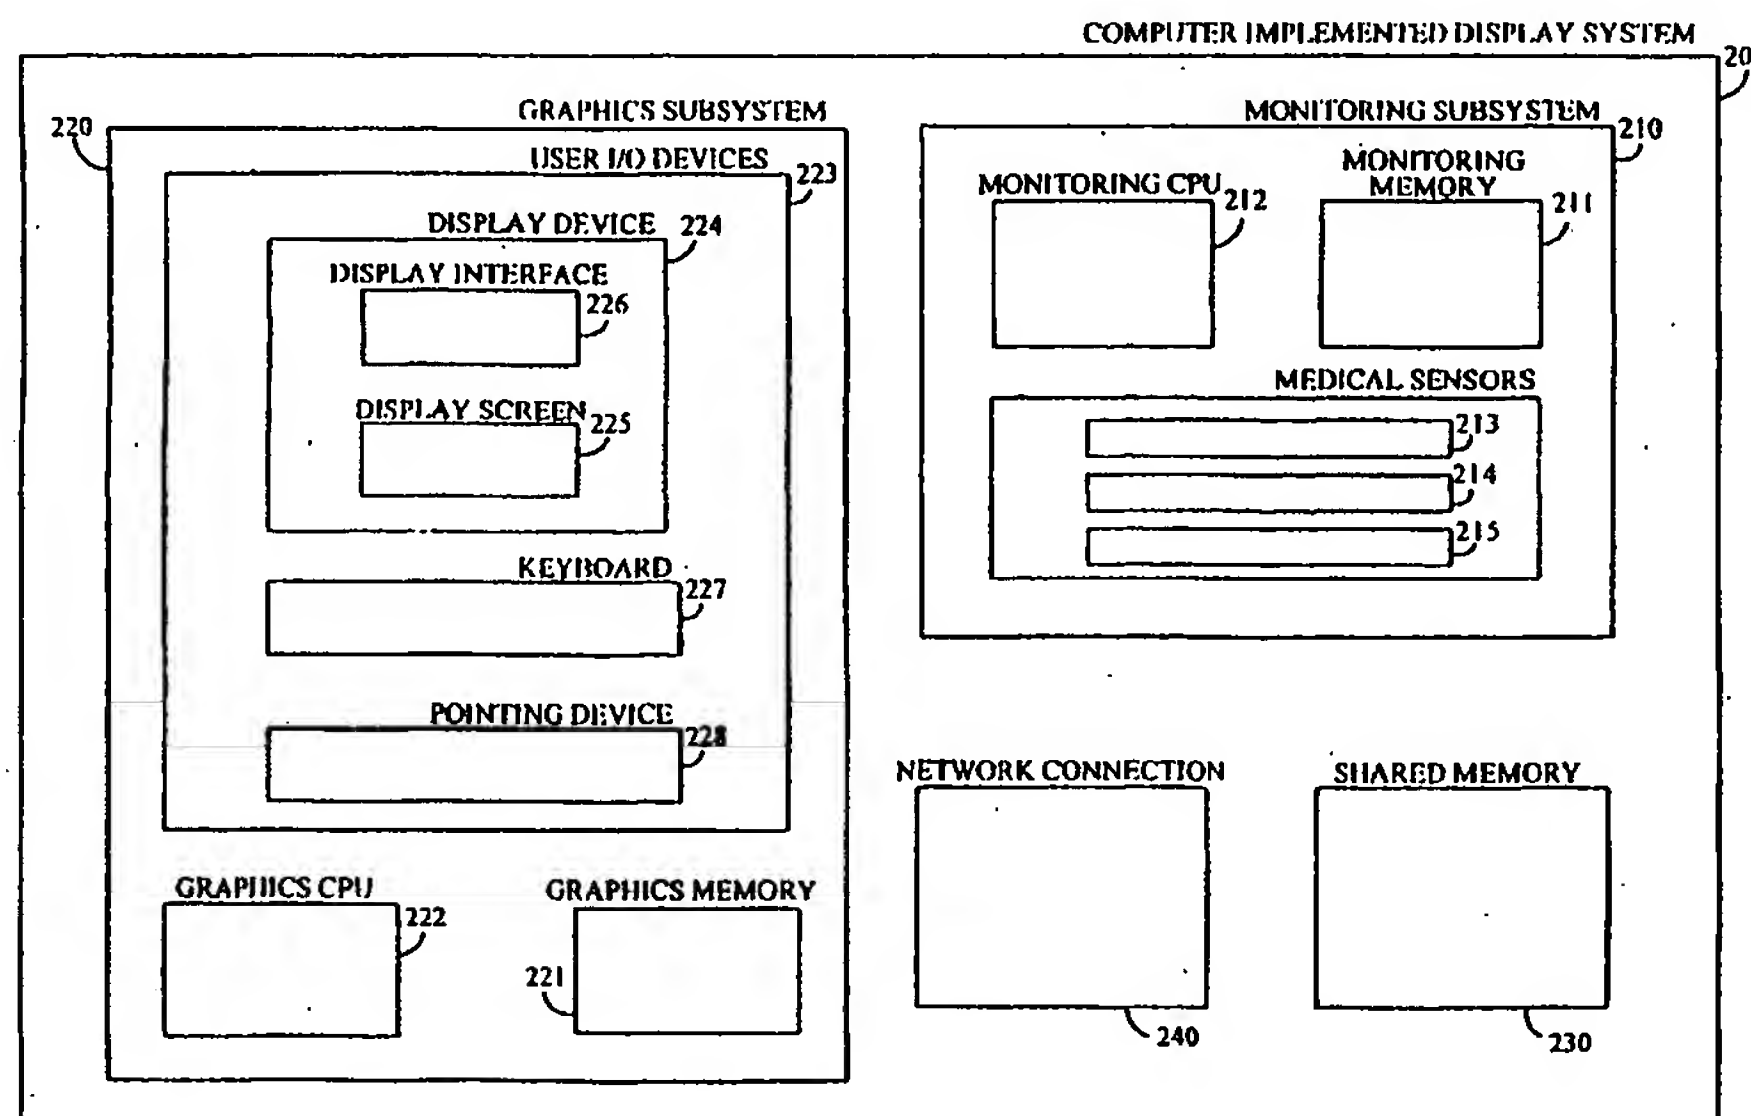 COMPUTER IMPLEMENTED DISPLAY SYSTEM
20
GRAPHICS SUBSYSTEM
220
USER I/O DEVICES
223
DISPLAY DEVICE
224
DISPLAY INTERFACE
226
DISPLAY SCREEN
225
KEYBOARD
227
POINTING DEVICE
228
GRAPHICS CPU
222
GRAPHICS MEMORY
221
MONITORING SUBSYSTEM
210
MONITORING CPU
212
MONITORING
MEMORY
211
MEDICAL SENSORS
213
214
215
NETWORK CONNECTION
240
SHARED MEMORY
230